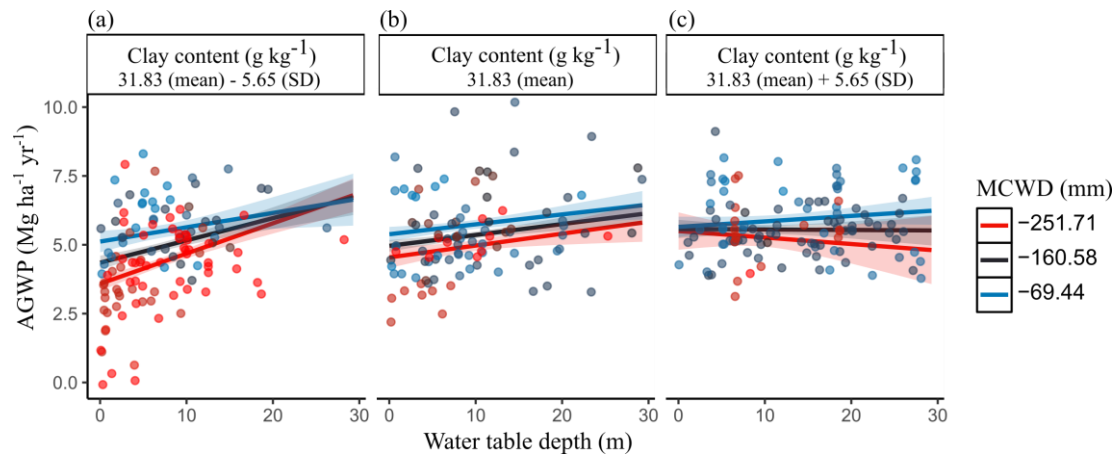 (a) (b) (c)
Clay content (g kg⁻¹) Clay content (g kg⁻¹) Clay content (g kg⁻¹)
31.83 (mean) - 5.65 (SD) 31.83 (mean) 31.83 (mean) + 5.65 (SD)
10.0
7.5
5.0
2.5
0.0
AGWP (Mg ha⁻¹ yr⁻¹)
0 10 20 30 0 10 20 30 0 10 20 30
Water table depth (m)
MCWD (mm)
−251.71
−160.58
−69.44